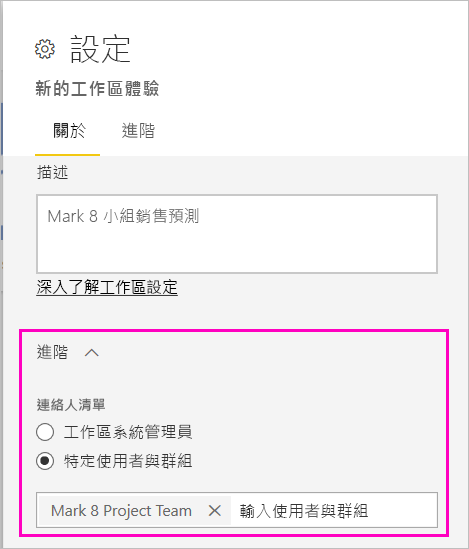 設定
新的工作區體驗
關於 進階
描述
Mark 8 小組銷售預測
深入了解工作區設定
進階
連絡人清單
工作區系統管理員
特定使用者與群組
Mark 8 Project Team 輸入使用者與群組